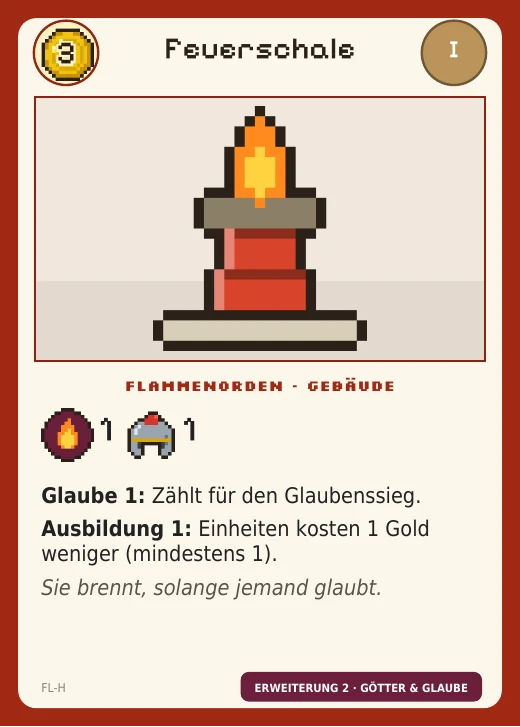 3
Feuerschale
I
FLAMMENORDEN · GEBÄUDE
1 1
Glaube 1: Zählt für den Glaubenssieg.
Ausbildung 1: Einheiten kosten 1 Gold
weniger (mindestens 1).
Sie brennt, solange jemand glaubt.
FL-H
ERWEITERUNG 2 · GÖTTER & GLAUBE